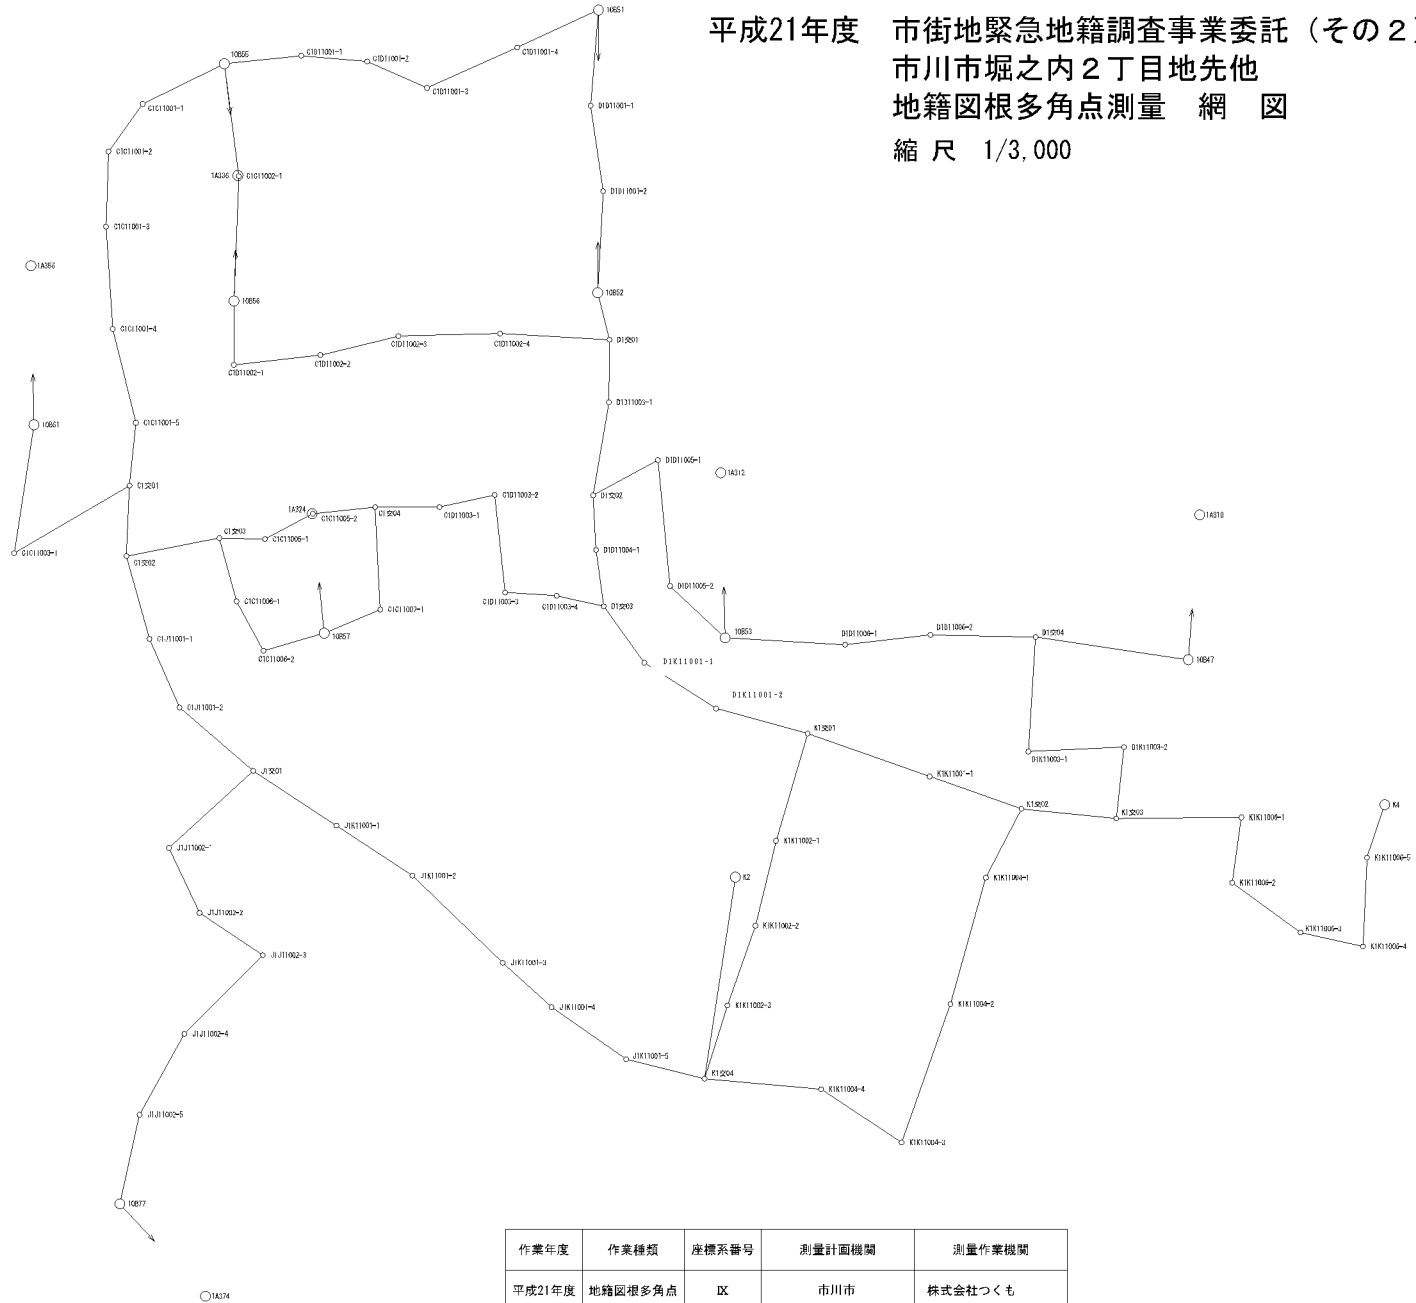 平成21年度 市街地緊急地籍調査事業委託（その２）
市川市堀之内２丁目地先他
地籍図根多角点測量 網 図
縮 尺 1/3,000
10B51
10B55
C1D11001-1
C1D11001-2
C1D11001-3
C1D11001-4
C1C11001-1
D1D11001-1
C1C11001-2
1A336
C1C11002-1
D1D11001-2
C1C11001-3
1A356
10B52
10B56
C1C11001-4
C1D11002-1
C1D11002-2
C1D11002-3
C1D11002-4
D1交201
D1D11003-1
10B61
C1C11001-5
D1D11005-1
1A312
C1交201
C1D11003-2
D1交202
1A324
C1C11005-2
C1交204
C1D11003-1
1A310
C1交203
C1C11005-1
C1C11003-1
C1交202
D1D11004-1
D1D11005-2
C1C11006-1
C1C11007-1
C1D11003-3
C1D11003-4
D1交203
C1J11001-1
10B57
10B53
D1D11006-1
D1D11006-2
D1交204
C1C11006-2
D1K11001-1
10B47
D1K11001-2
C1J11001-2
K1交201
D1K11003-1
D1K11003-2
J1交201
K1K11001-1
K4
K1交202
K1交203
K1K11006-1
J1K11001-1
J1J11002-1
K1K11002-1
K1K11006-5
J1K11001-2
K2
K1K11004-1
K1K11006-2
J1J11002-2
K1K11002-2
K1K11006-3
K1K11006-4
J1J11002-3
J1K11001-3
J1K11001-4
K1K11002-3
K1K11004-2
J1J11002-4
J1K11001-5
K1交204
K1K11004-4
J1J11002-5
K1K11004-3
10B77
作業年度 作業種類 座標系番号 測量計画機関 測量作業機関
平成21年度 地籍図根多角点 Ⅸ 市川市 株式会社つくも
1A374